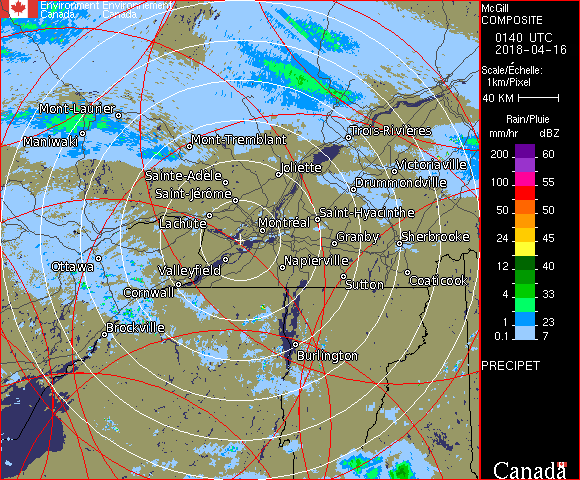 Environment Environnement
Canada Canada
McGill
COMPOSITE
0140 UTC
2018-04-16
Scale/Échelle:
1km/Pixel
40 KM
Rain/Pluie
mm/hr dBZ
200 60
100 55
50 50
24 45
12 40
4 33
1 23
0.1 7
PRECIPET
Canada
Mont-Laurier
Maniwaki
Mont-Tremblant
Trois-Rivières
Joliette
Victoriaville
Sainte-Adèle
Drummondville
Saint-Jérôme
Lachute
Saint-Hyacinthe
Montréal
Granby
Sherbrooke
Ottawa
Valleyfield
Napierville
Cornwall
Sutton
Coaticook
Brockville
Burlington